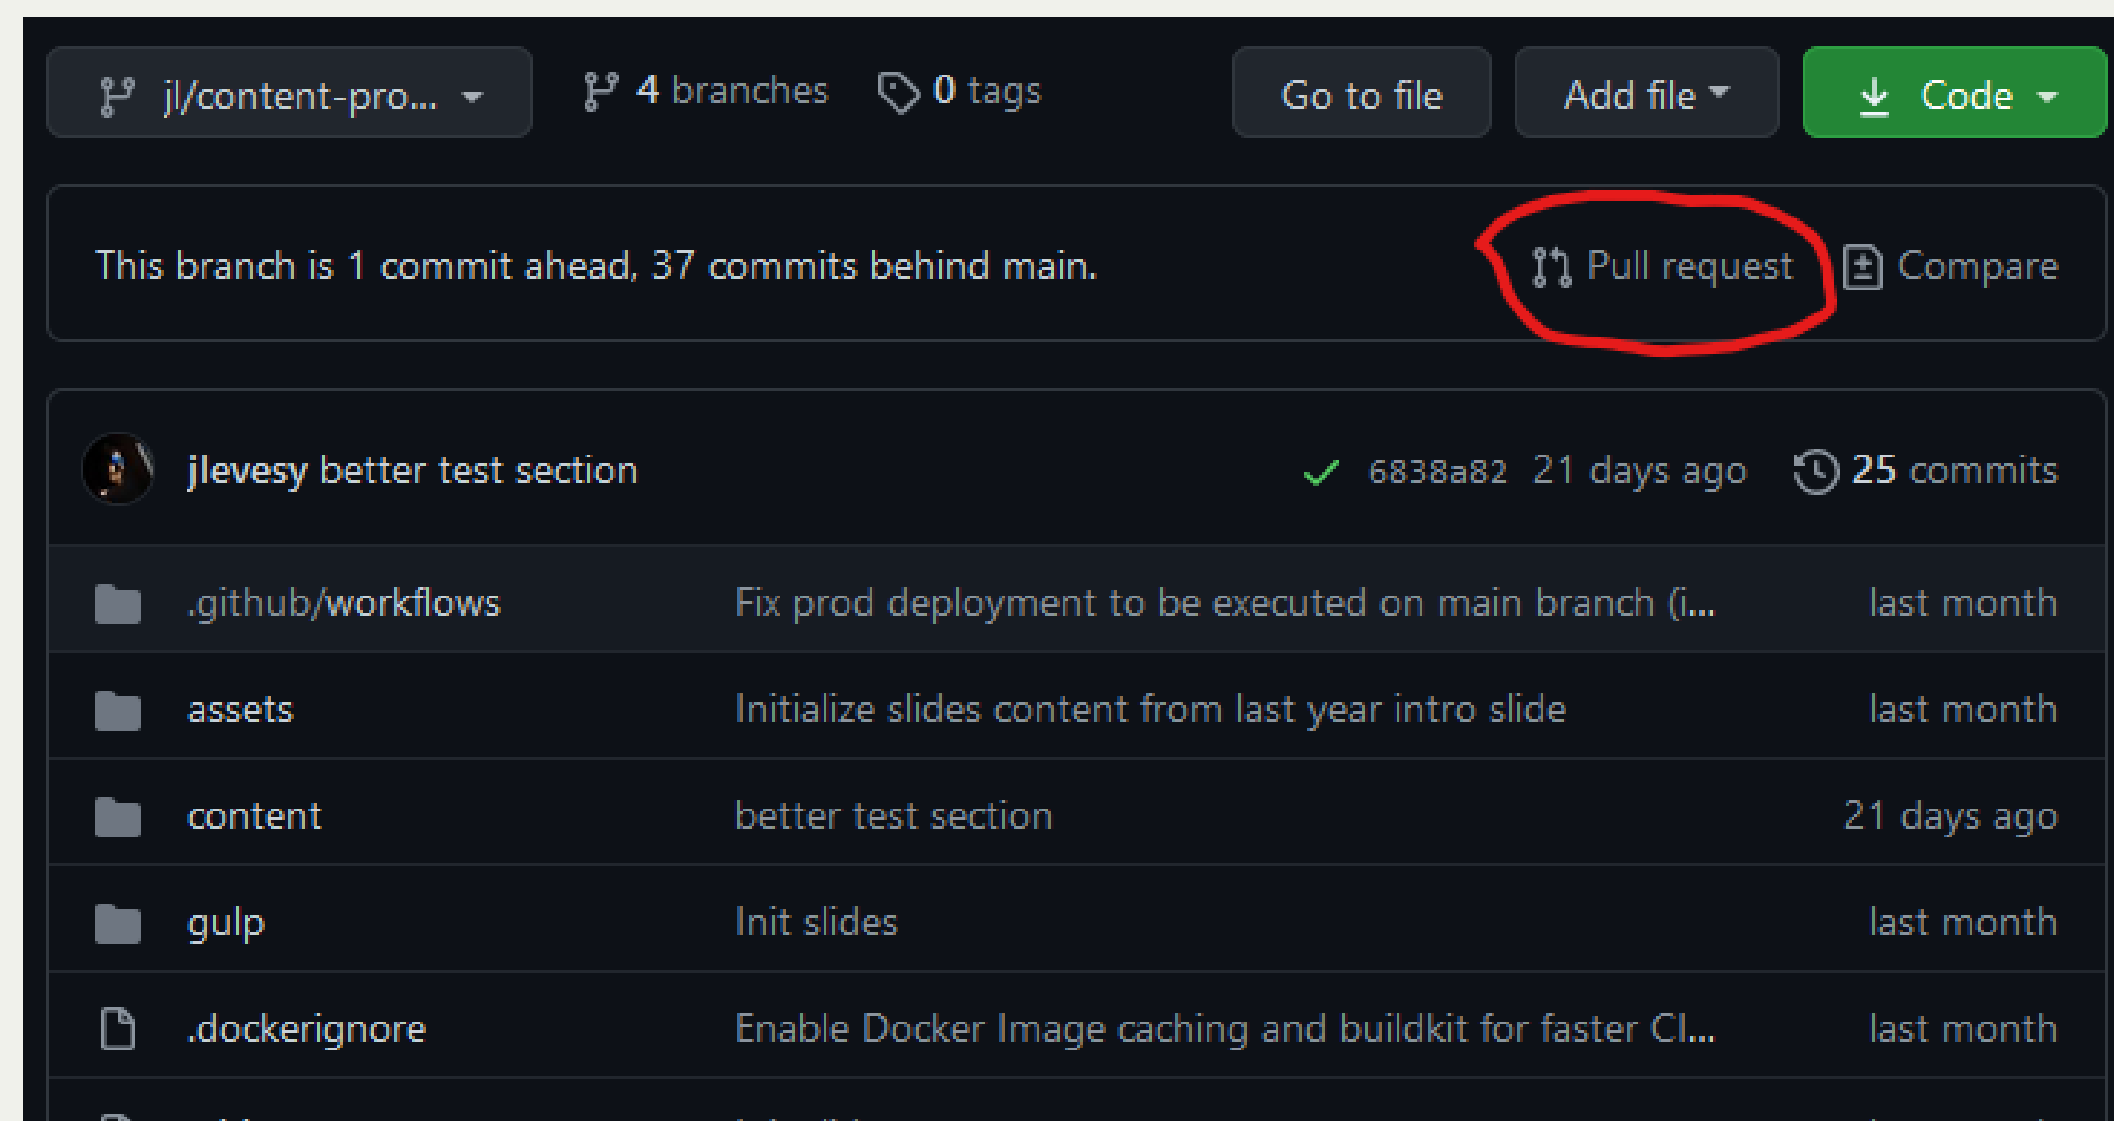 jl/content-pro... 4 branches 0 tags Go to file Add file Code
This branch is 1 commit ahead, 37 commits behind main. Pull request Compare
jlevesy better test section 6838a82 21 days ago 25 commits
.github/workflows Fix prod deployment to be executed on main branch (i... last month
assets Initialize slides content from last year intro slide last month
content better test section 21 days ago
gulp Init slides last month
.dockerignore Enable Docker Image caching and buildkit for faster CI... last month